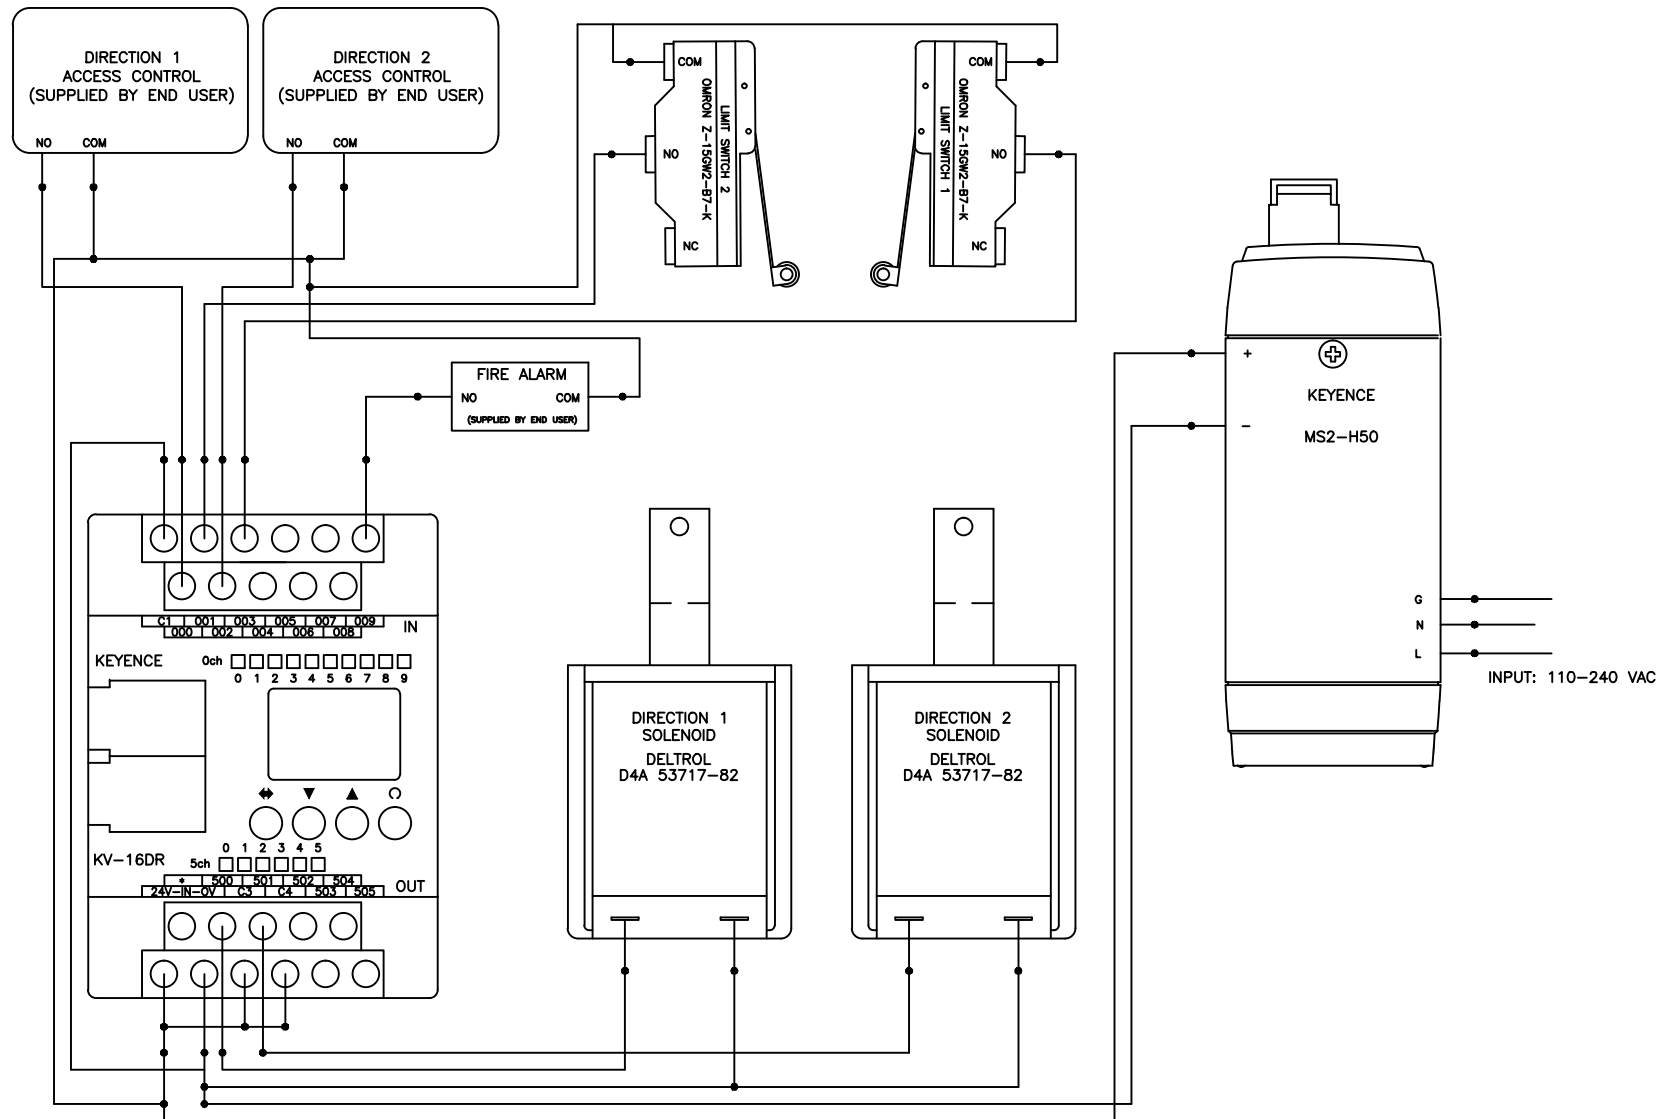 DIRECTION 1
ACCESS CONTROL
(SUPPLIED BY END USER)
NO COM
DIRECTION 2
ACCESS CONTROL
(SUPPLIED BY END USER)
NO COM
COM
NO
NC
LIMIT SWITCH 2
OMRON Z-15GW2-B7-K
COM
NO
NC
OMRON Z-15GW2-B7-K
LIMIT SWITCH 1
FIRE ALARM
NO COM
(SUPPLIED BY END USER)
+
KEYENCE
MS2-H50
-
G
N
L
INPUT: 110-240 VAC
C1 001 003 005 007 009
000 002 004 006 008
IN
KEYENCE
0ch
0 1 2 3 4 5 6 7 8 9
0 1 2 3 4 5
KV-16DR
5ch
* 500 501 502 504
24V-IN-0V C3 C4 503 505
OUT
DIRECTION 1
SOLENOID
DELTROL
D4A 53717-82
DIRECTION 2
SOLENOID
DELTROL
D4A 53717-82